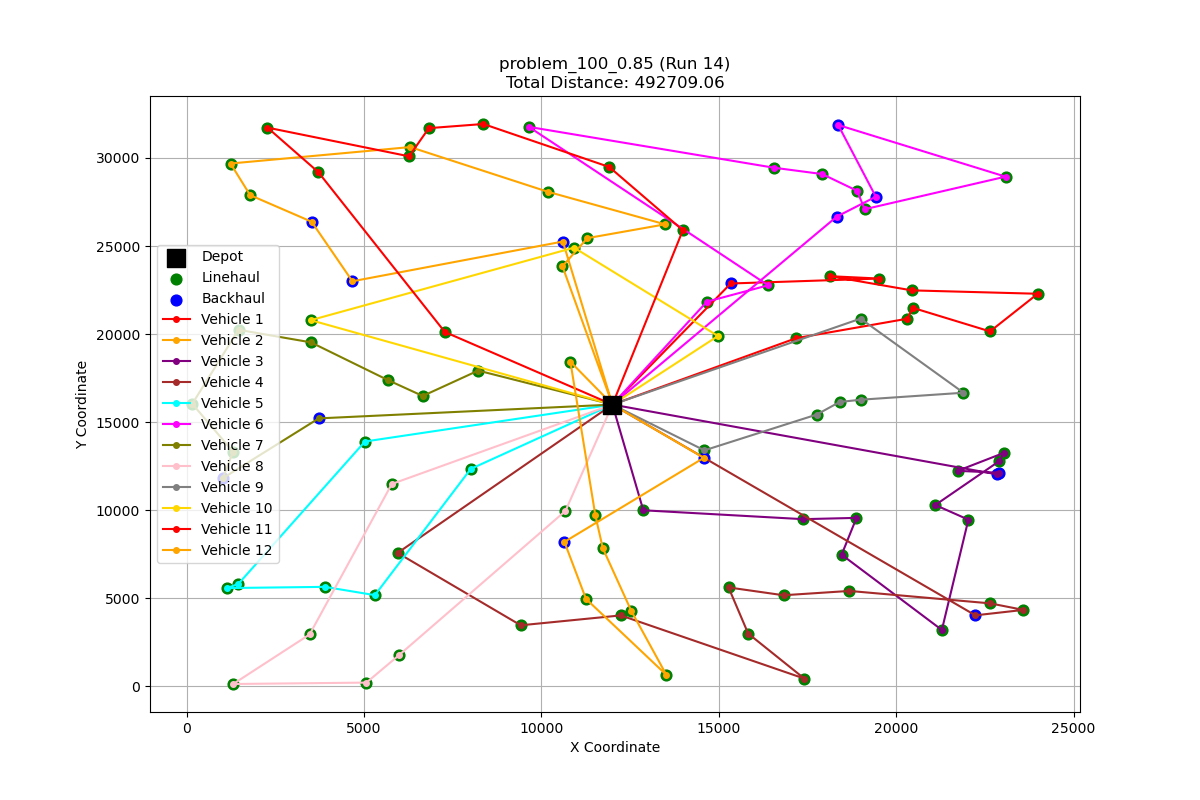 problem_100_0.85 (Run 14)
Total Distance: 492709.06
Y Coordinate
30000
25000
20000
15000
10000
5000
0
Depot
Linehaul
Backhaul
Vehicle 1
Vehicle 2
Vehicle 3
Vehicle 4
Vehicle 5
Vehicle 6
Vehicle 7
Vehicle 8
Vehicle 9
Vehicle 10
Vehicle 11
Vehicle 12
0 5000 10000 15000 20000 25000
X Coordinate